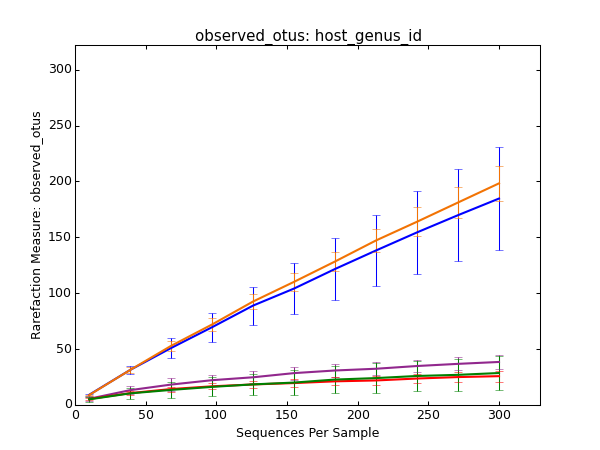 observed_otus: host_genus_id
Rarefaction Measure: observed_otus
300
250
200
150
100
50
0
0 50 100 150 200 250 300
Sequences Per Sample